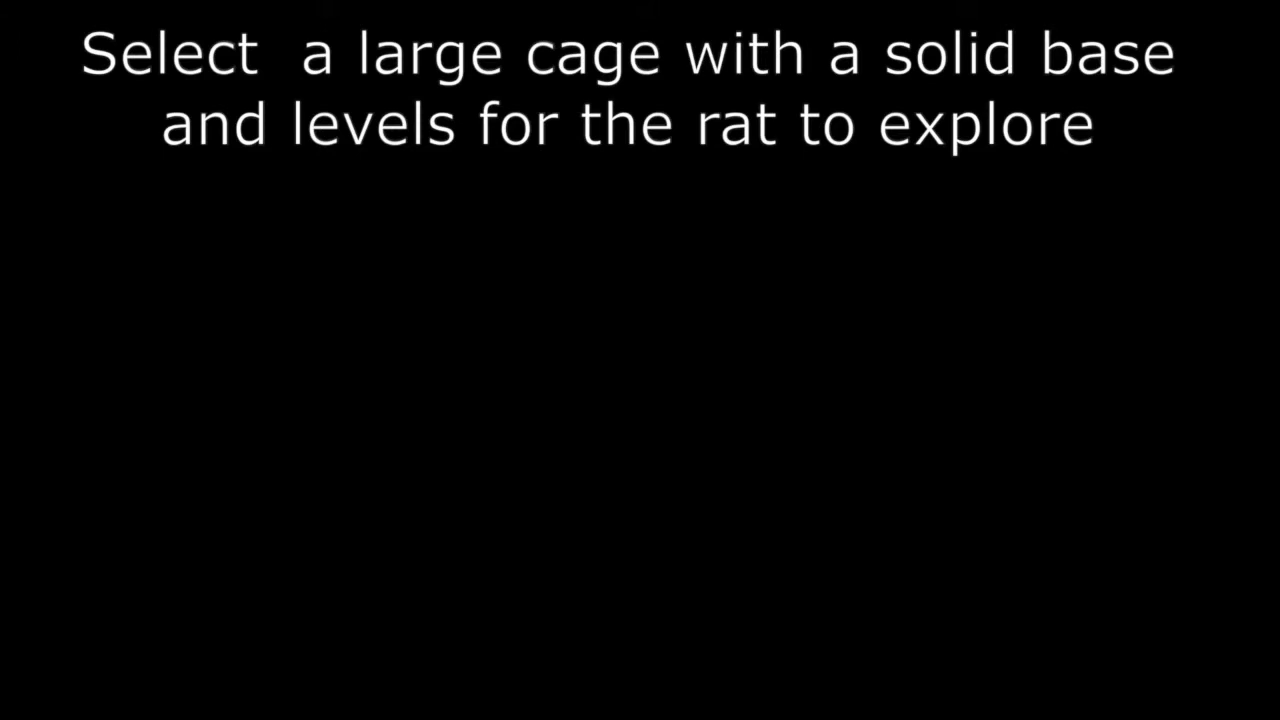 Select  a large cage with a solid base
and levels for the rat to explore